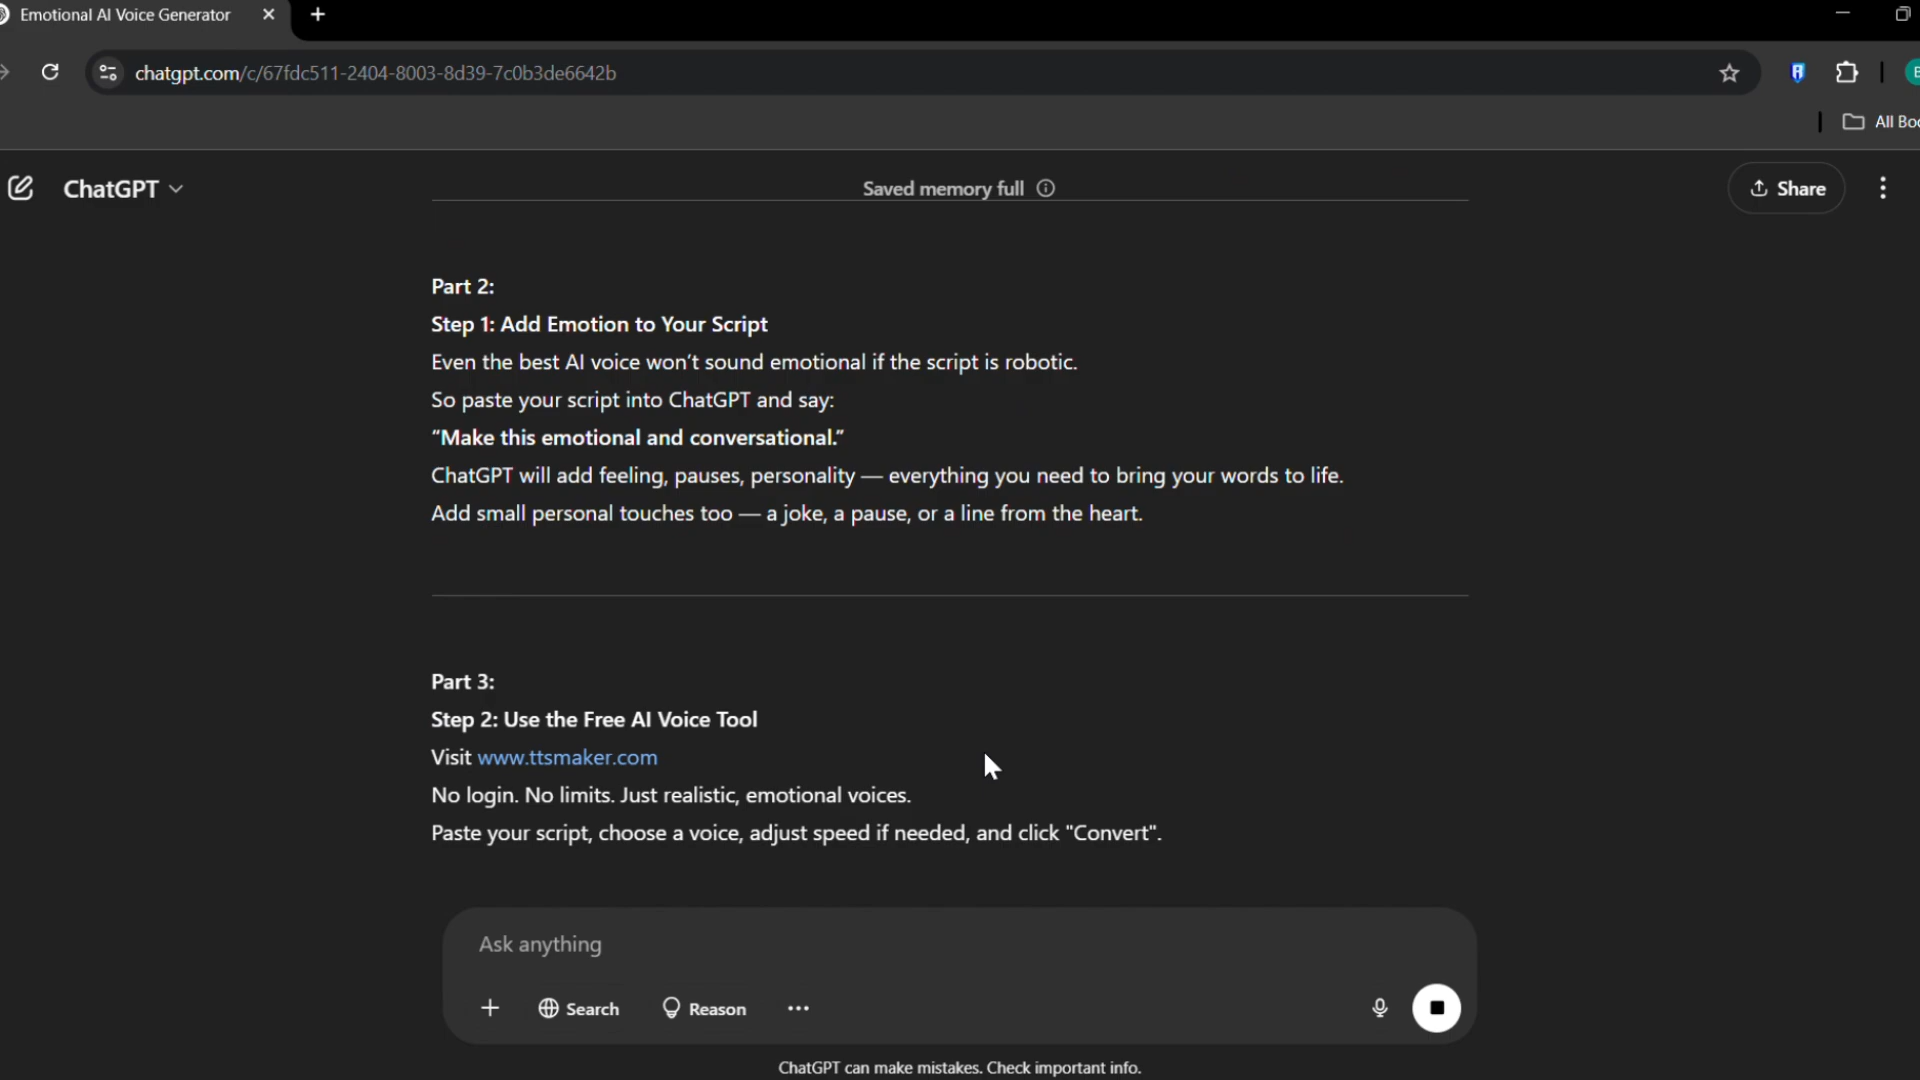 Emotional AI Voice Generator
chatgpt.com/c/67fdc511-2404-8003-8d39-7c0b3de6642b
All Boo
ChatGPT
Saved memory full
Share
Part 2:
Step 1: Add Emotion to Your Script
Even the best AI voice won’t sound emotional if the script is robotic.
So paste your script into ChatGPT and say:
“Make this emotional and conversational.”
ChatGPT will add feeling, pauses, personality — everything you need to bring your words to life.
Add small personal touches too — a joke, a pause, or a line from the heart.
Part 3:
Step 2: Use the Free AI Voice Tool
Visit www.ttsmaker.com
No login. No limits. Just realistic, emotional voices.
Paste your script, choose a voice, adjust speed if needed, and click "Convert".
Ask anything
Search
Reason
ChatGPT can make mistakes. Check important info.